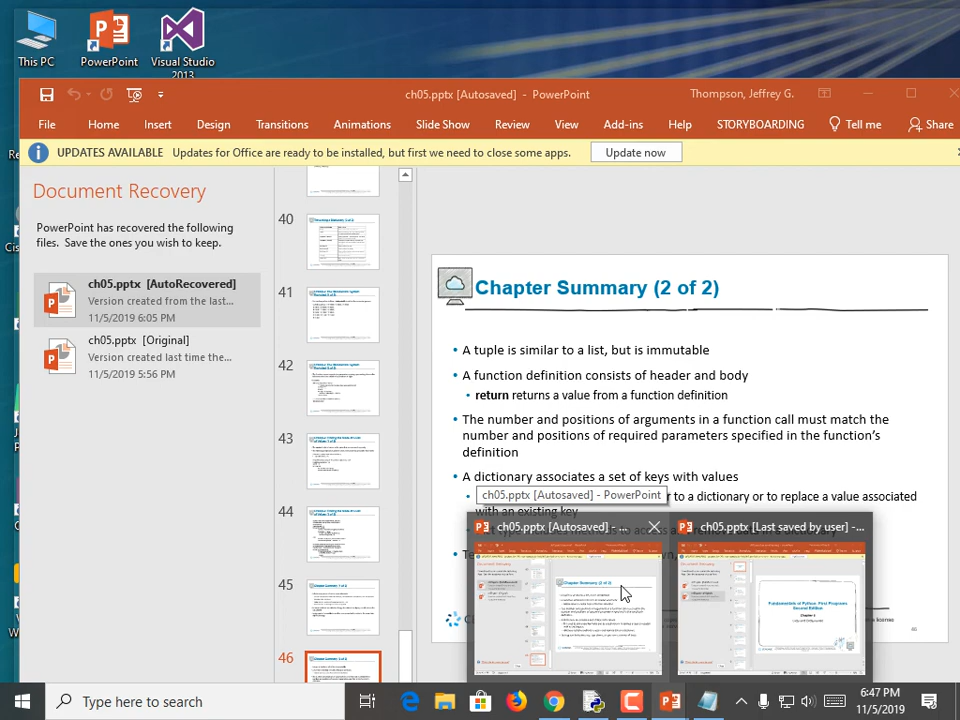 This PC
PowerPoint
Visual Studio
2013
ch05.pptx [Autosaved] - PowerPoint
Thompson, Jeffrey G.
File
Home
Insert
Design
Transitions
Animations
Slide Show
Review
View
Add-ins
Help
STORYBOARDING
Tell me
Share
UPDATES AVAILABLE Updates for Office are ready to be installed, but first we need to close some apps.
Update now
Document Recovery
PowerPoint has recovered the following
files. Save the ones you wish to keep.
ch05.pptx [AutoRecovered]
Version created from the last...
11/5/2019 6:05 PM
ch05.pptx [Original]
Version created last time the...
11/5/2019 5:56 PM
40
41
42
43
44
45
46
Chapter Summary (2 of 2)
• A tuple is similar to a list, but is immutable
• A function definition consists of header and body
• return returns a value from a function definition
• The number and positions of arguments in a function call must match the
number and positions of required parameters specified in the function's
definition
• A dictionary associates a set of keys with values
to a dictionary or to replace a value associated
with an existing key
ch05.pptx [Autosaved] - PowerPoint
ch05.pptx [Autosaved] - ...
ch05.pptx [Last saved by user] -...
Chapter Summary (2 of 2)
Fundamentals of Python: First Programs
Second Edition
46
Type here to search
6:47 PM
11/5/2019